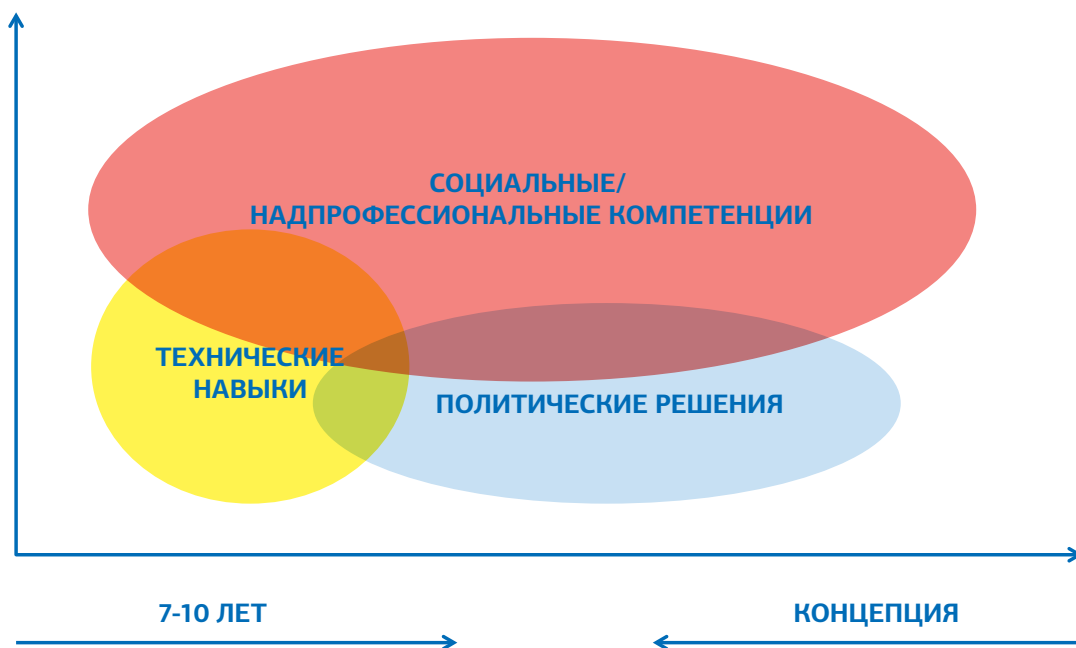 СОЦИАЛЬНЫЕ/
НАДПРОФЕССИОНАЛЬНЫЕ КОМПЕТЕНЦИИ
ТЕХНИЧЕСКИЕ
НАВЫКИ
ПОЛИТИЧЕСКИЕ РЕШЕНИЯ
7-10 ЛЕТ
КОНЦЕПЦИЯ